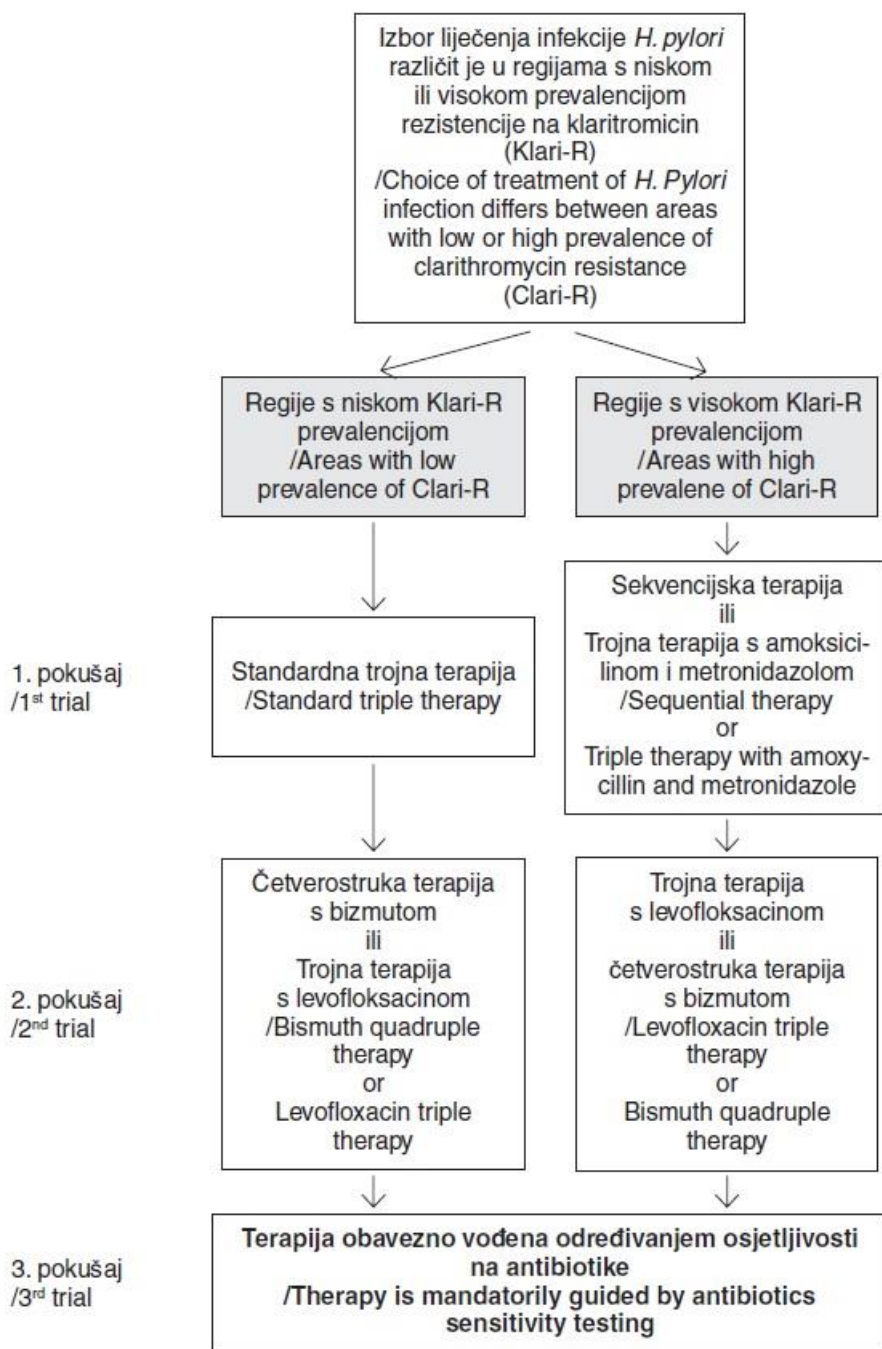 Izbor liječenja infekcije H. pylori
različit je u regijama s niskom
ili visokom prevalencijom
rezistencije na klaritromicin
(Klari-R)
/Choice of treatment of H. Pylori
infection differs between areas
with low or high prevalence of
clarithromycin resistance
(Clari-R)
Regije s niskom Klari-R
prevalencijom
/Areas with low
prevalence of Clari-R
Regije s visokom Klari-R
prevalencijom
/Areas with high
prevalene of Clari-R
1. pokušaj
/1st trial
Standardna trojna terapija
/Standard triple therapy
Sekvencijska terapija
ili
Trojna terapija s amoksici-
linom i metronidazolom
/Sequential therapy
or
Triple therapy with amoxy-
cillin and metronidazole
2. pokušaj
/2nd trial
Četverostruka terapija
s bizmutom
ili
Trojna terapija
s levofloksacinom
/Bismuth quadruple
therapy
or
Levofloxacin triple
therapy
Trojna terapija
s levofloksacinom
ili
četverostruka terapija
s bizmutom
/Levofloxacin triple
therapy
or
Bismuth quadruple
therapy
3. pokušaj
/3rd trial
Terapija obavezno vođena određivanjem osjetljivosti
na antibiotike
/Therapy is mandatorily guided by antibiotics
sensitivity testing